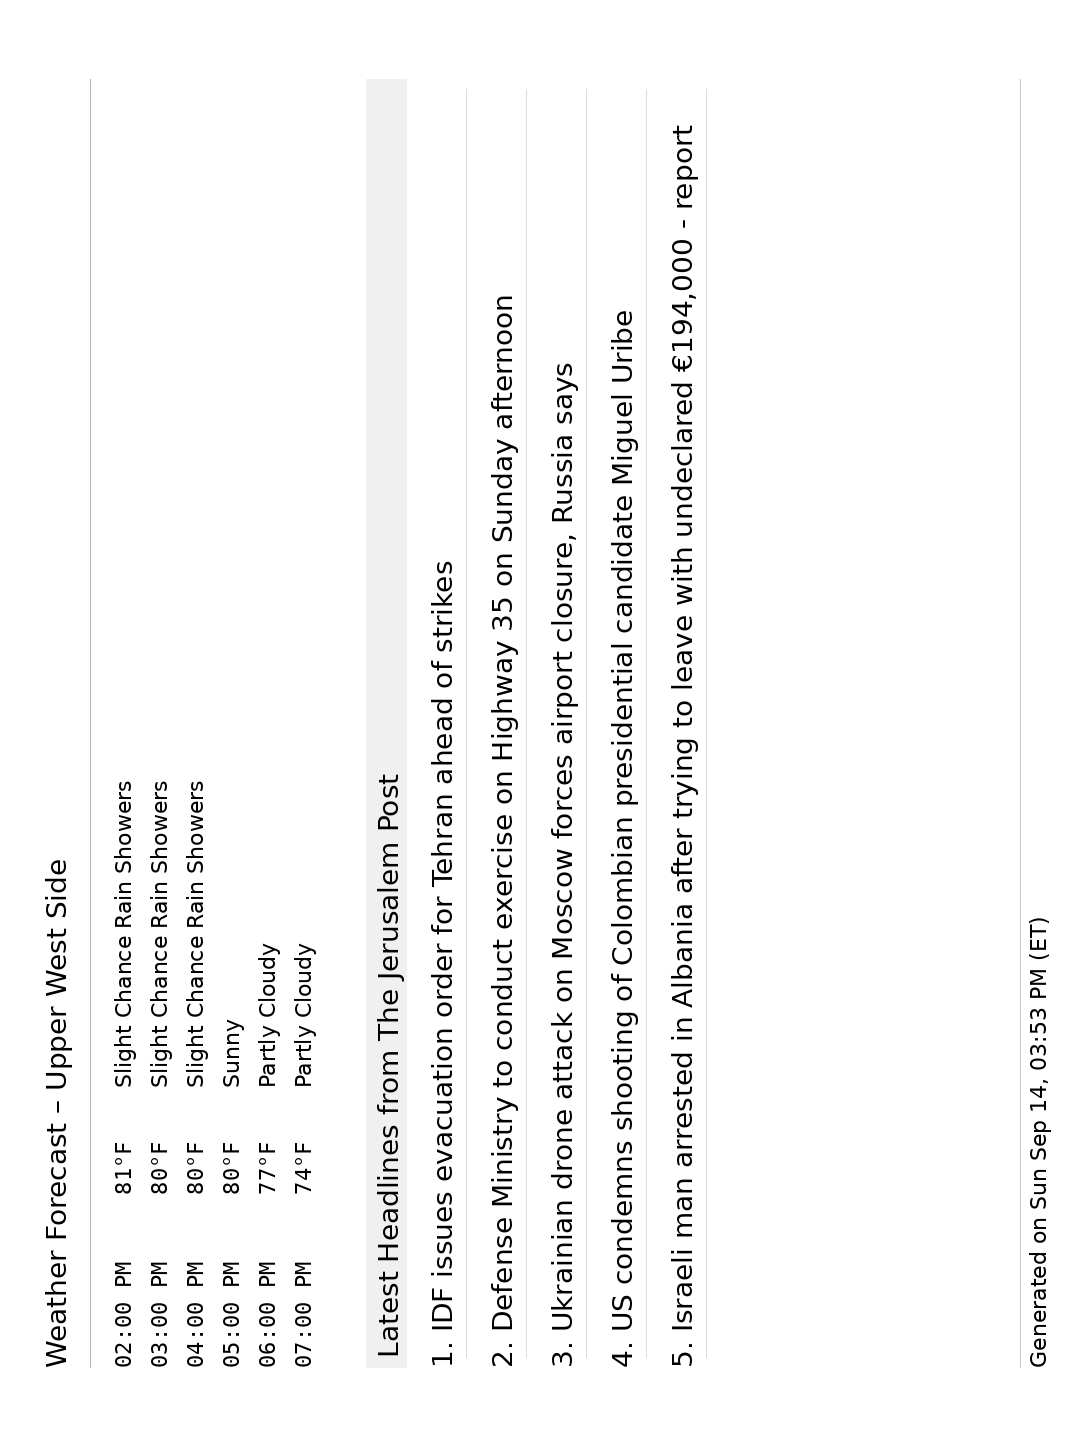 Weather Forecast – Upper West Side
02:00 PM 81°F Slight Chance Rain Showers
03:00 PM 80°F Slight Chance Rain Showers
04:00 PM 80°F Slight Chance Rain Showers
05:00 PM 80°F Sunny
06:00 PM 77°F Partly Cloudy
07:00 PM 74°F Partly Cloudy
Latest Headlines from The Jerusalem Post
1. IDF issues evacuation order for Tehran ahead of strikes
2. Defense Ministry to conduct exercise on Highway 35 on Sunday afternoon
3. Ukrainian drone attack on Moscow forces airport closure, Russia says
4. US condemns shooting of Colombian presidential candidate Miguel Uribe
5. Israeli man arrested in Albania after trying to leave with undeclared €194,000 - report
Generated on Sun Sep 14, 03:53 PM (ET)